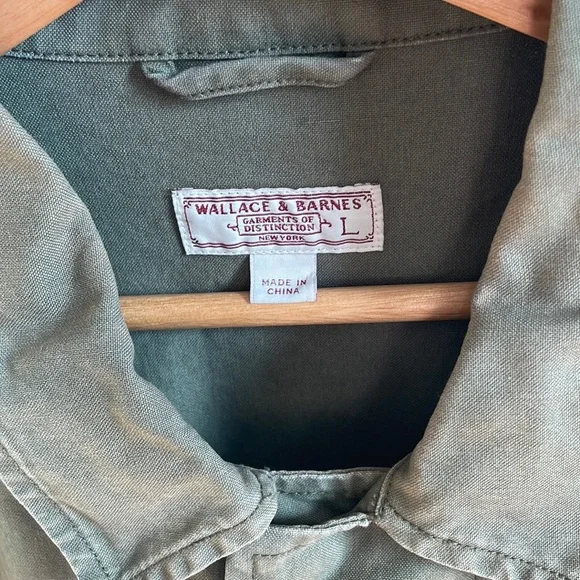 WALLACE & BARNES
GARMENTS OF
DISTINCTION
NEW YORK
L
MADE IN
CHINA